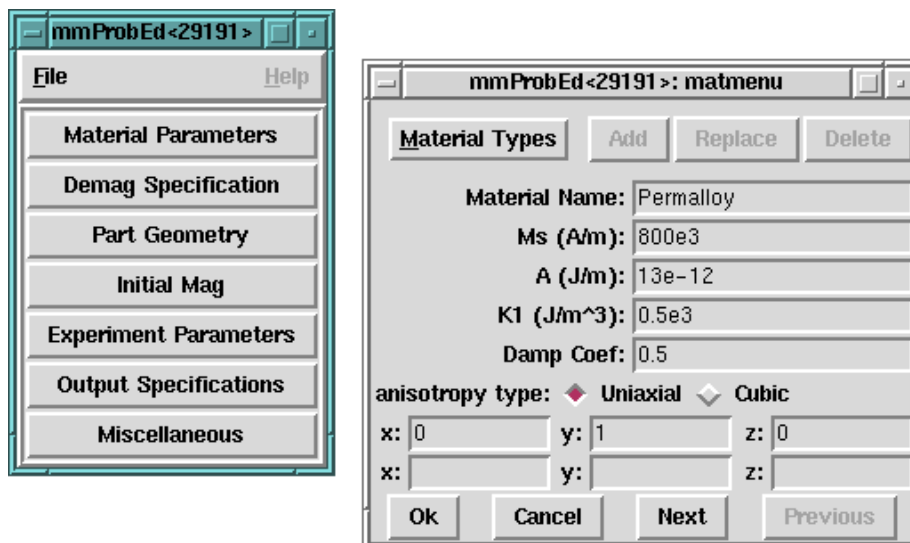 mmProbEd<29191>
File Help
Material Parameters
Demag Specification
Part Geometry
Initial Mag
Experiment Parameters
Output Specifications
Miscellaneous
mmProbEd<29191>: matmenu
Material Types Add Replace Delete
Material Name: Permalloy
Ms (A/m): 800e3
A (J/m): 13e-12
K1 (J/m^3): 0.5e3
Damp Coef: 0.5
anisotropy type: Uniaxial Cubic
x: 0 y: 1 z: 0
x: y: z:
Ok Cancel Next Previous